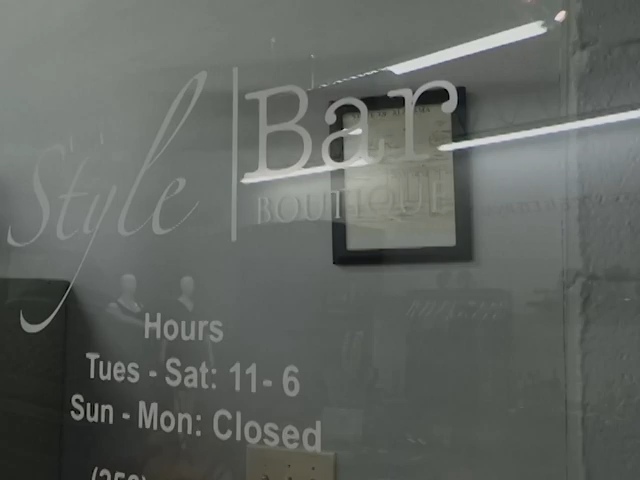 Style | Bar
BOUTIQUE
Hours
Tues - Sat: 11- 6
Sun - Mon: Closed